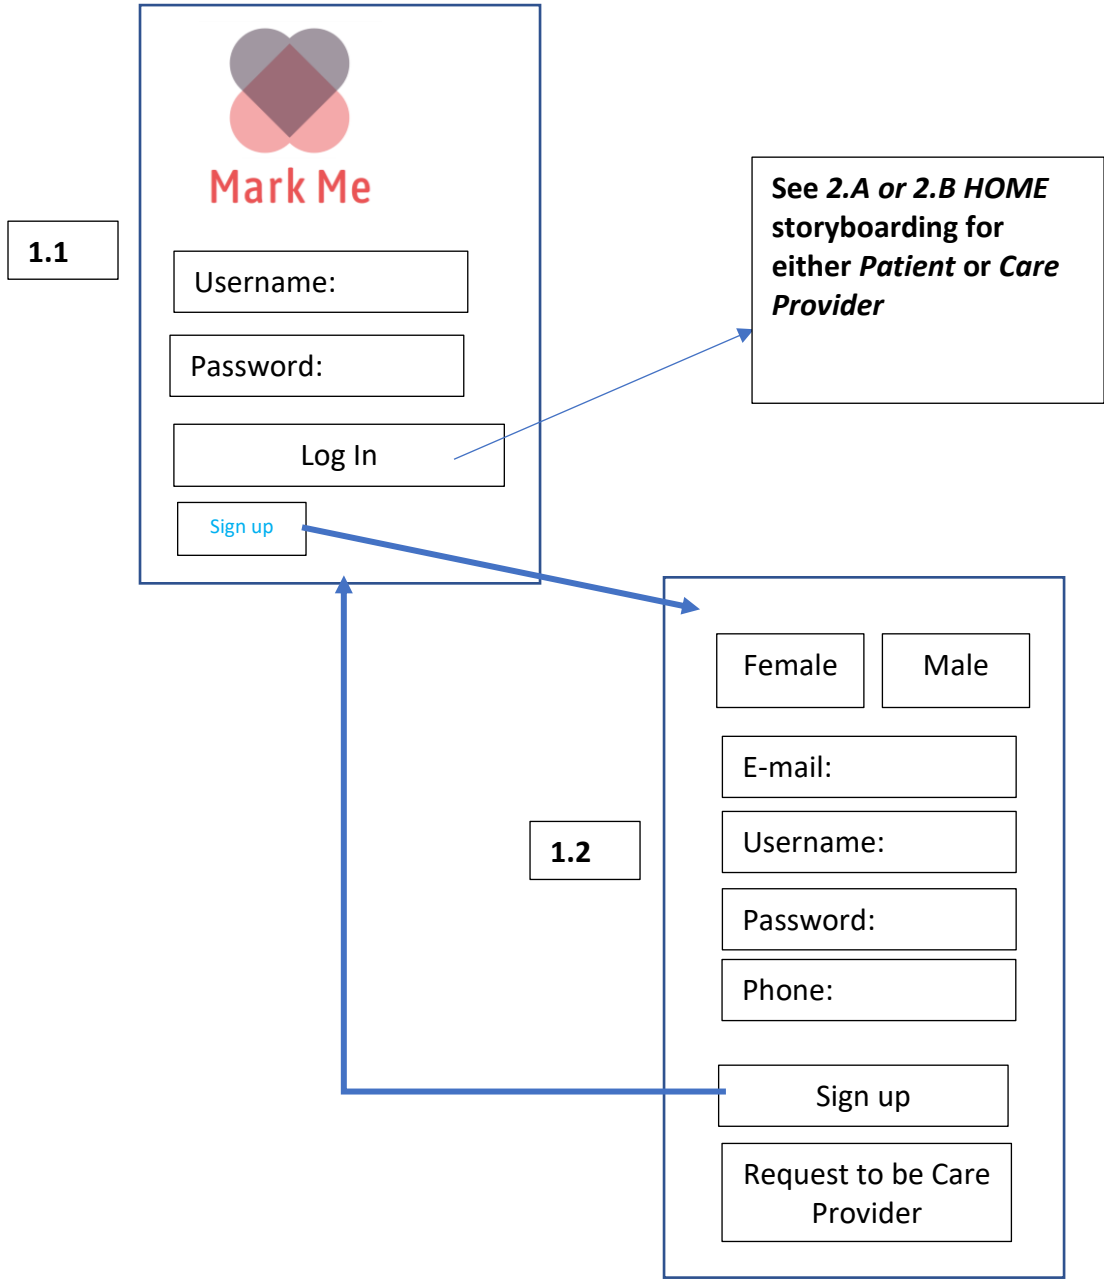 Mark Me
1.1
Username:
Password:
Log In
Sign up
See 2.A or 2.B HOME
storyboarding for
either Patient or Care
Provider
Female
Male
E-mail:
1.2
Username:
Password:
Phone:
Sign up
Request to be Care
Provider